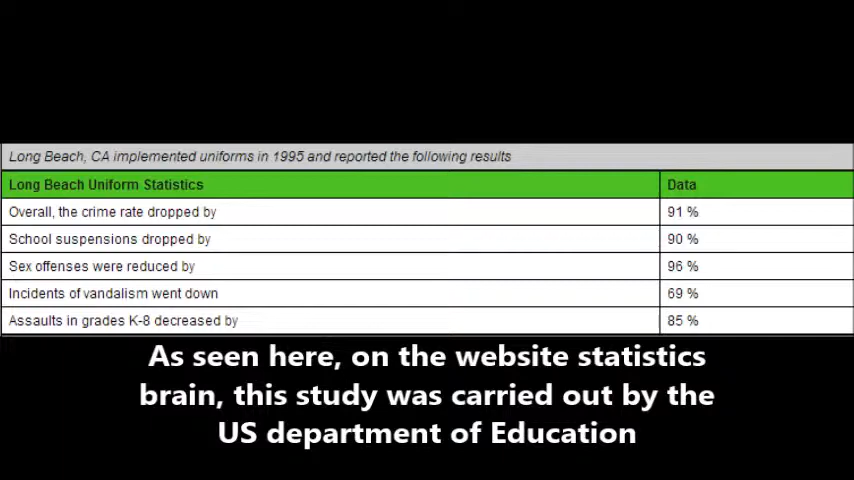 Long Beach, CA implemented uniforms in 1995 and reported the following results
Long Beach Uniform Statistics Data
Overall, the crime rate dropped by 91 %
School suspensions dropped by 90 %
Sex offenses were reduced by 96 %
Incidents of vandalism went down 69 %
Assaults in grades K-8 decreased by 85 %
As seen here, on the website statistics
brain, this study was carried out by the
US department of Education